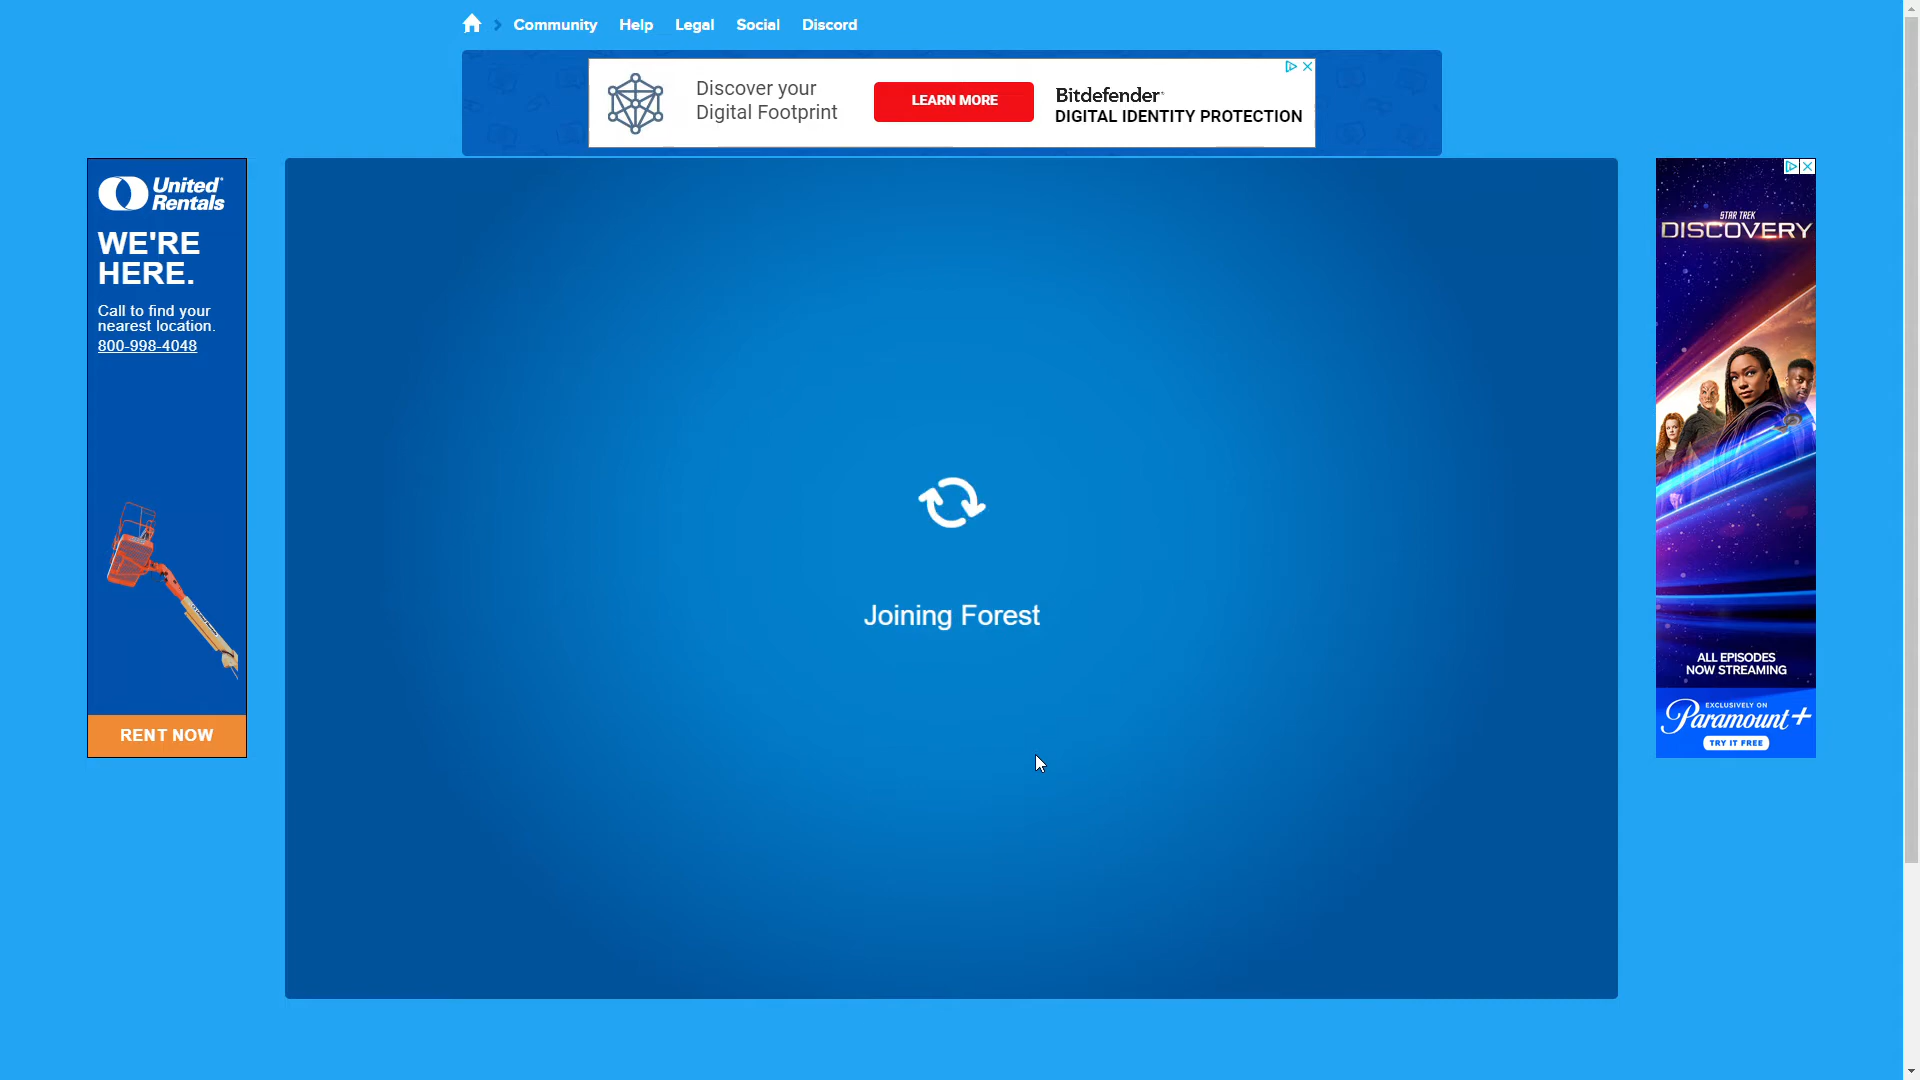 Community Help Legal Social Discord
Discover your
Digital Footprint
LEARN MORE
Bitdefender
DIGITAL IDENTITY PROTECTION
United
Rentals
WE'RE
HERE.
Call to find your
nearest location.
800-998-4048
RENT NOW
Joining Forest
STAR TREK
DISCOVERY
ALL EPISODES
NOW STREAMING
EXCLUSIVELY ON
Paramount+
TRY IT FREE